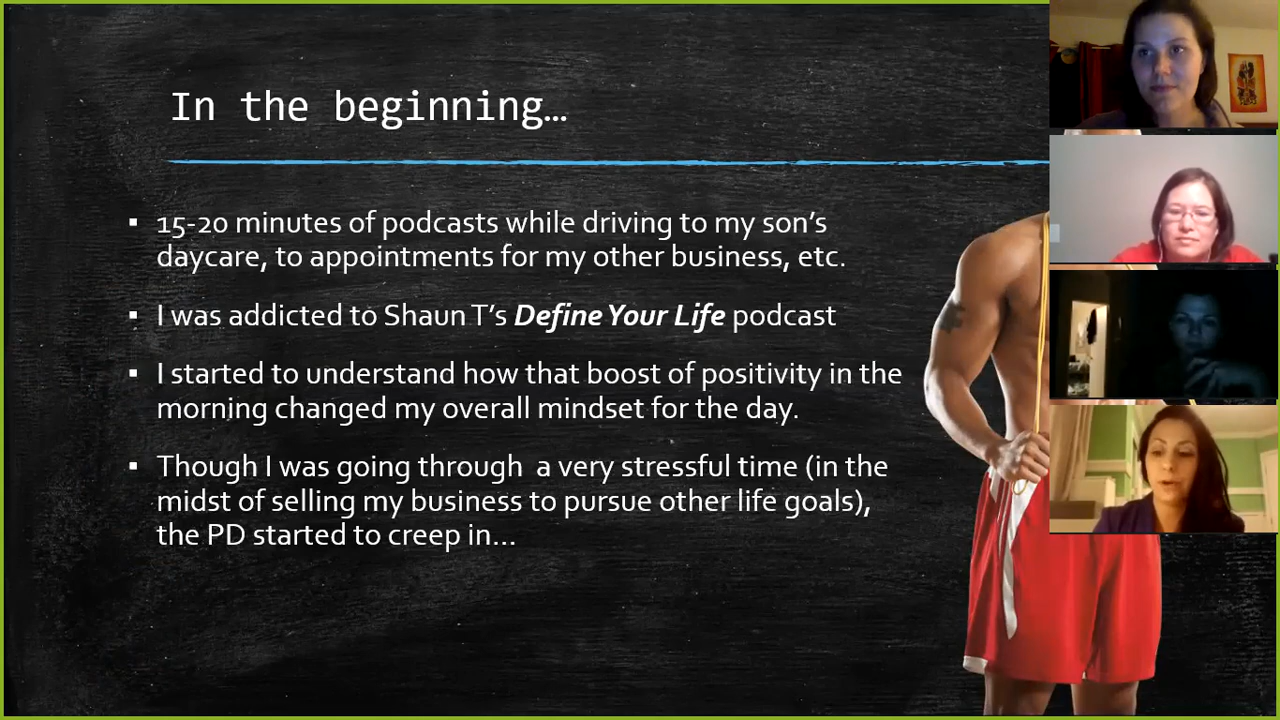 In the beginning…
▪ 15-20 minutes of podcasts while driving to my son's
daycare, to appointments for my other business, etc.
▪ I was addicted to Shaun T's Define Your Life podcast
▪ I started to understand how that boost of positivity in the
morning changed my overall mindset for the day.
▪ Though I was going through a very stressful time (in the
midst of selling my business to pursue other life goals),
the PD started to creep in…